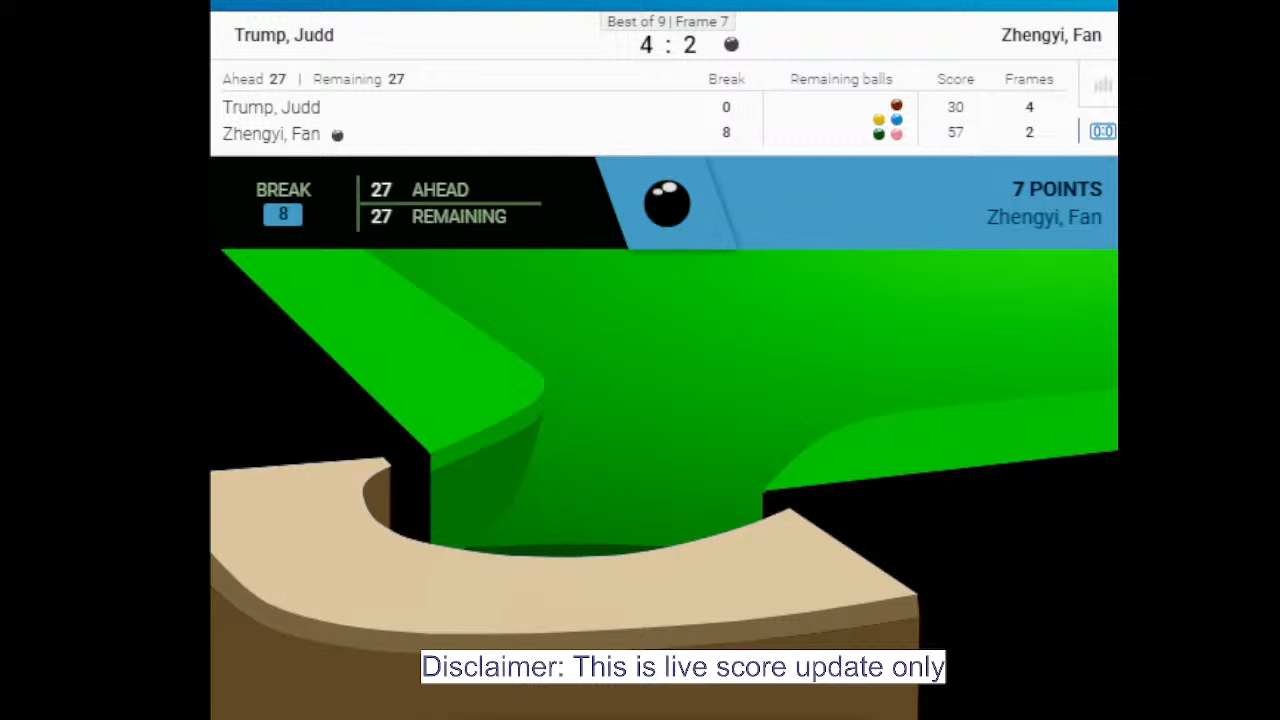 Best of 9 | Frame 7
Trump, Judd 4 : 2 Zhengyi, Fan
Ahead 27 | Remaining 27 Break Remaining balls Score Frames
Trump, Judd 0 30 4
Zhengyi, Fan 8 57 2
0:0
BREAK 27 AHEAD 7 POINTS
8 27 REMAINING Zhengyi, Fan
Disclaimer: This is live score update only